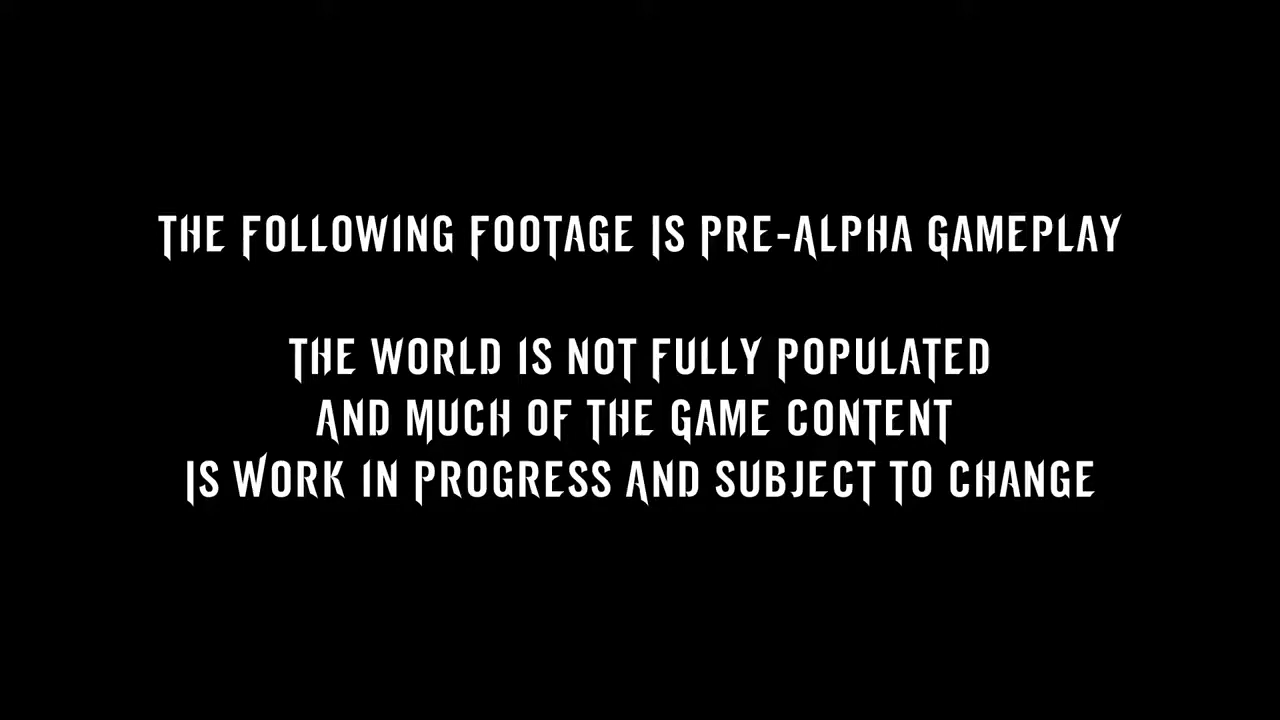 THE FOLLOWING FOOTAGE IS PRE-ALPHA GAMEPLAY
THE WORLD IS NOT FULLY POPULATED
AND MUCH OF THE GAME CONTENT
IS WORK IN PROGRESS AND SUBJECT TO CHANGE